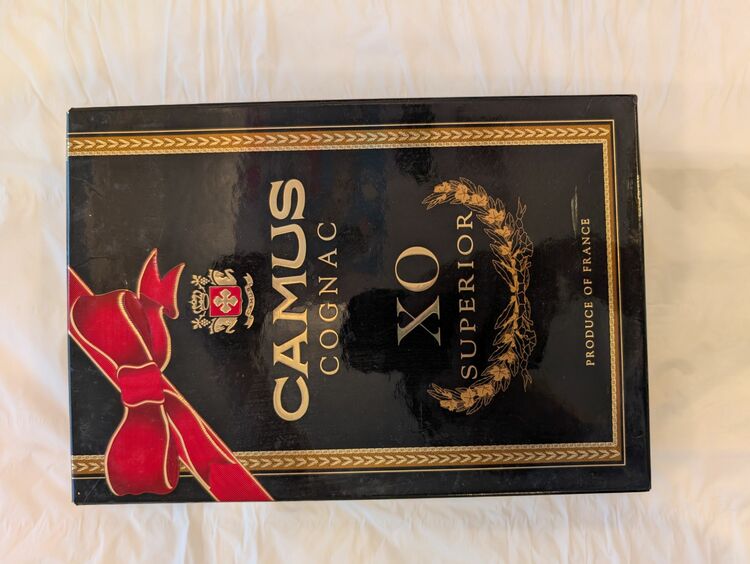 CAMUS
COGNAC
XO
SUPERIOR
PRODUCE OF FRANCE